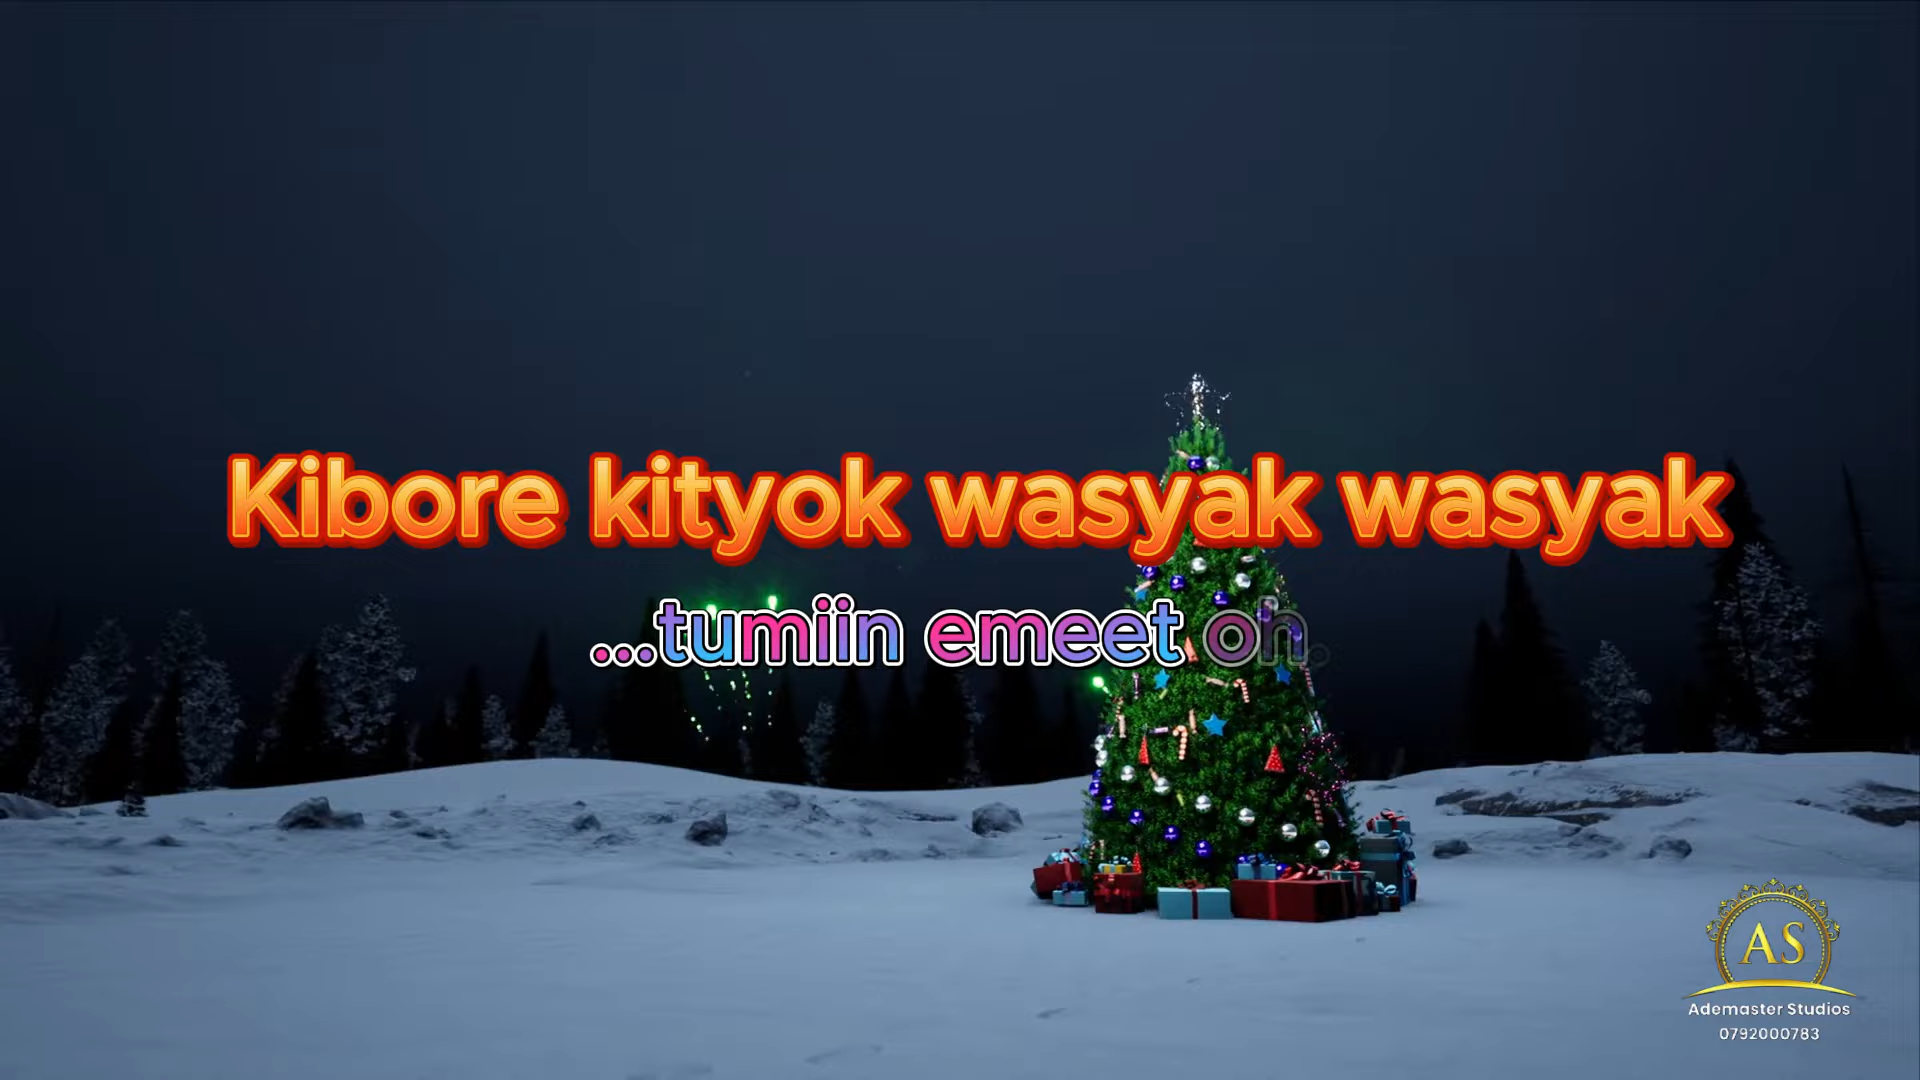 Kibore kityok wasyak wasyak
...tumiin emeet oh
AS
Ademaster Studios
0792000783